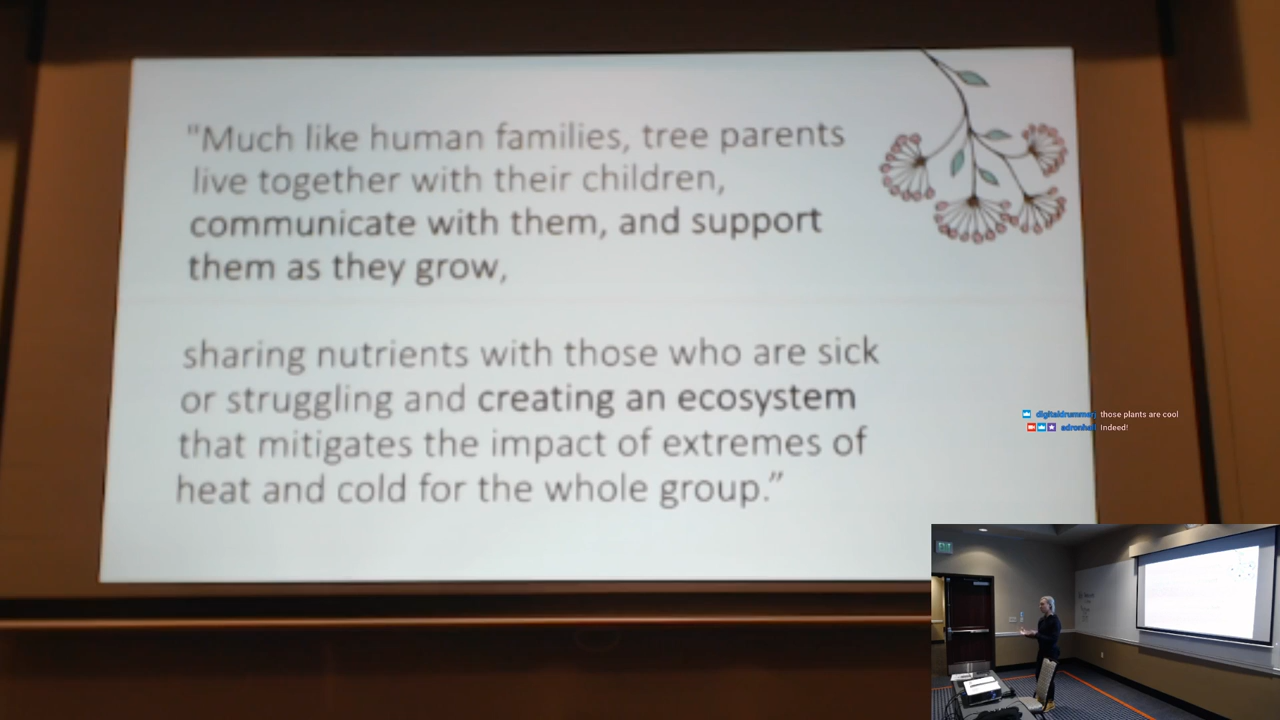 "Much like human families, tree parents
live together with their children,
communicate with them, and support
them as they grow,
sharing nutrients with those who are sick
or struggling and creating an ecosystem
that mitigates the impact of extremes of
heat and cold for the whole group.”
those plants are cool
Indeed!